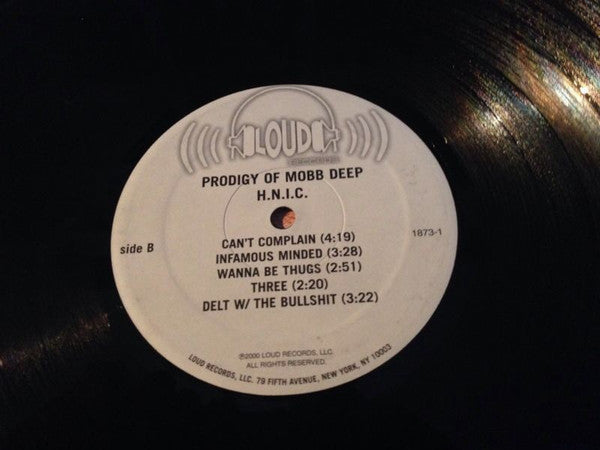 LOUD
RECORDS
PRODIGY OF MOBB DEEP
H.N.I.C.
side B
1873-1
CAN'T COMPLAIN (4:19)
INFAMOUS MINDED (3:28)
WANNA BE THUGS (2:51)
THREE (2:20)
DELT W/ THE BULLSHIT (3:22)
℗2000 LOUD RECORDS, LLC.
ALL RIGHTS RESERVED.
LOUD RECORDS, LLC. 79 FIFTH AVENUE, NEW YORK, NY 10003